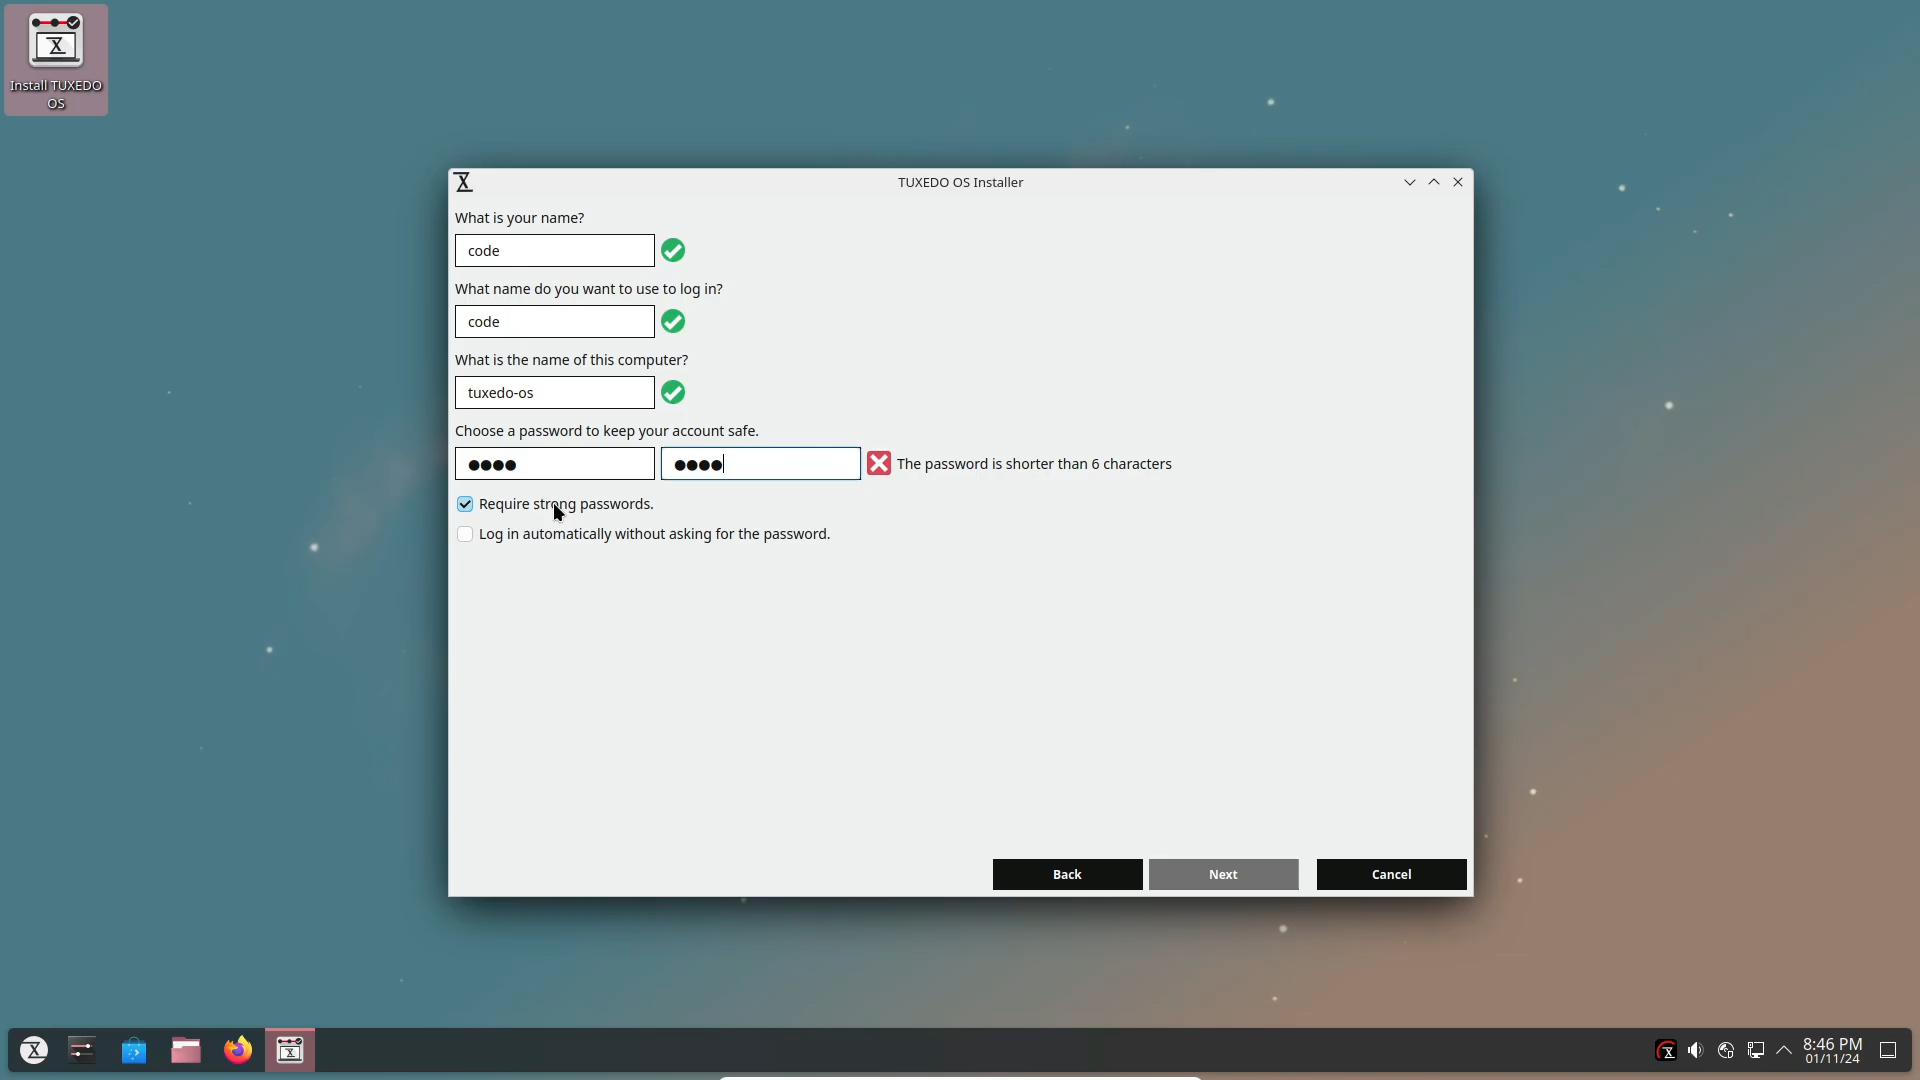 Install TUXEDO
OS
TUXEDO OS Installer
What is your name?
code
What name do you want to use to log in?
code
What is the name of this computer?
tuxedo-os
Choose a password to keep your account safe.
●●●● ●●●● The password is shorter than 6 characters
Require strong passwords.
Log in automatically without asking for the password.
Back Next Cancel
8:46 PM
01/11/24